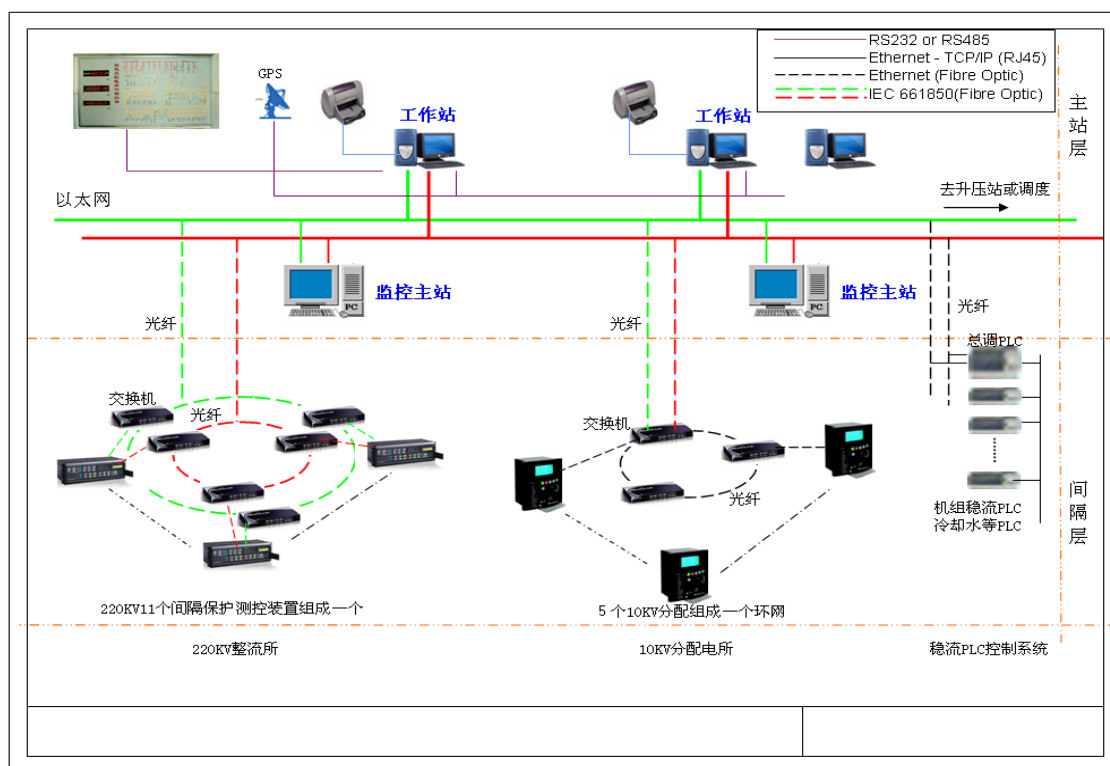 RS232 or RS485
Ethernet - TCP/IP (RJ45)
Ethernet (Fibre Optic)
IEC 661850(Fibre Optic)
GPS
工作站
工作站
主站层
以太网
去升压站或调度
PC
监控主站
PC
监控主站
光纤
光纤
光纤
总调PLC
交换机
光纤
交换机
光纤
机组稳流PLC
冷却水等PLC
间隔层
220KV11个间隔保护测控装置组成一个
5个10KV分配组成一个环网
220KV整流所
10KV分配电所
稳流PLC控制系统